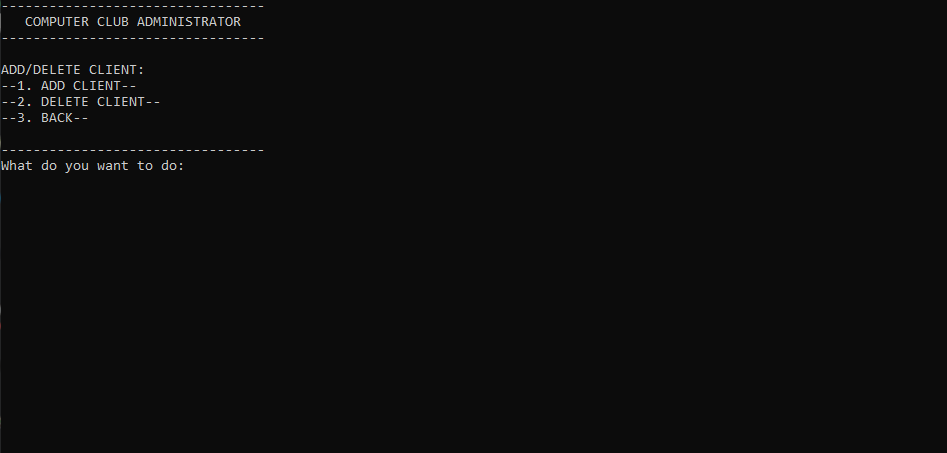 ---------------------------------
   COMPUTER CLUB ADMINISTRATOR
---------------------------------
ADD/DELETE CLIENT:
--1. ADD CLIENT--
--2. DELETE CLIENT--
--3. BACK--
---------------------------------
What do you want to do: